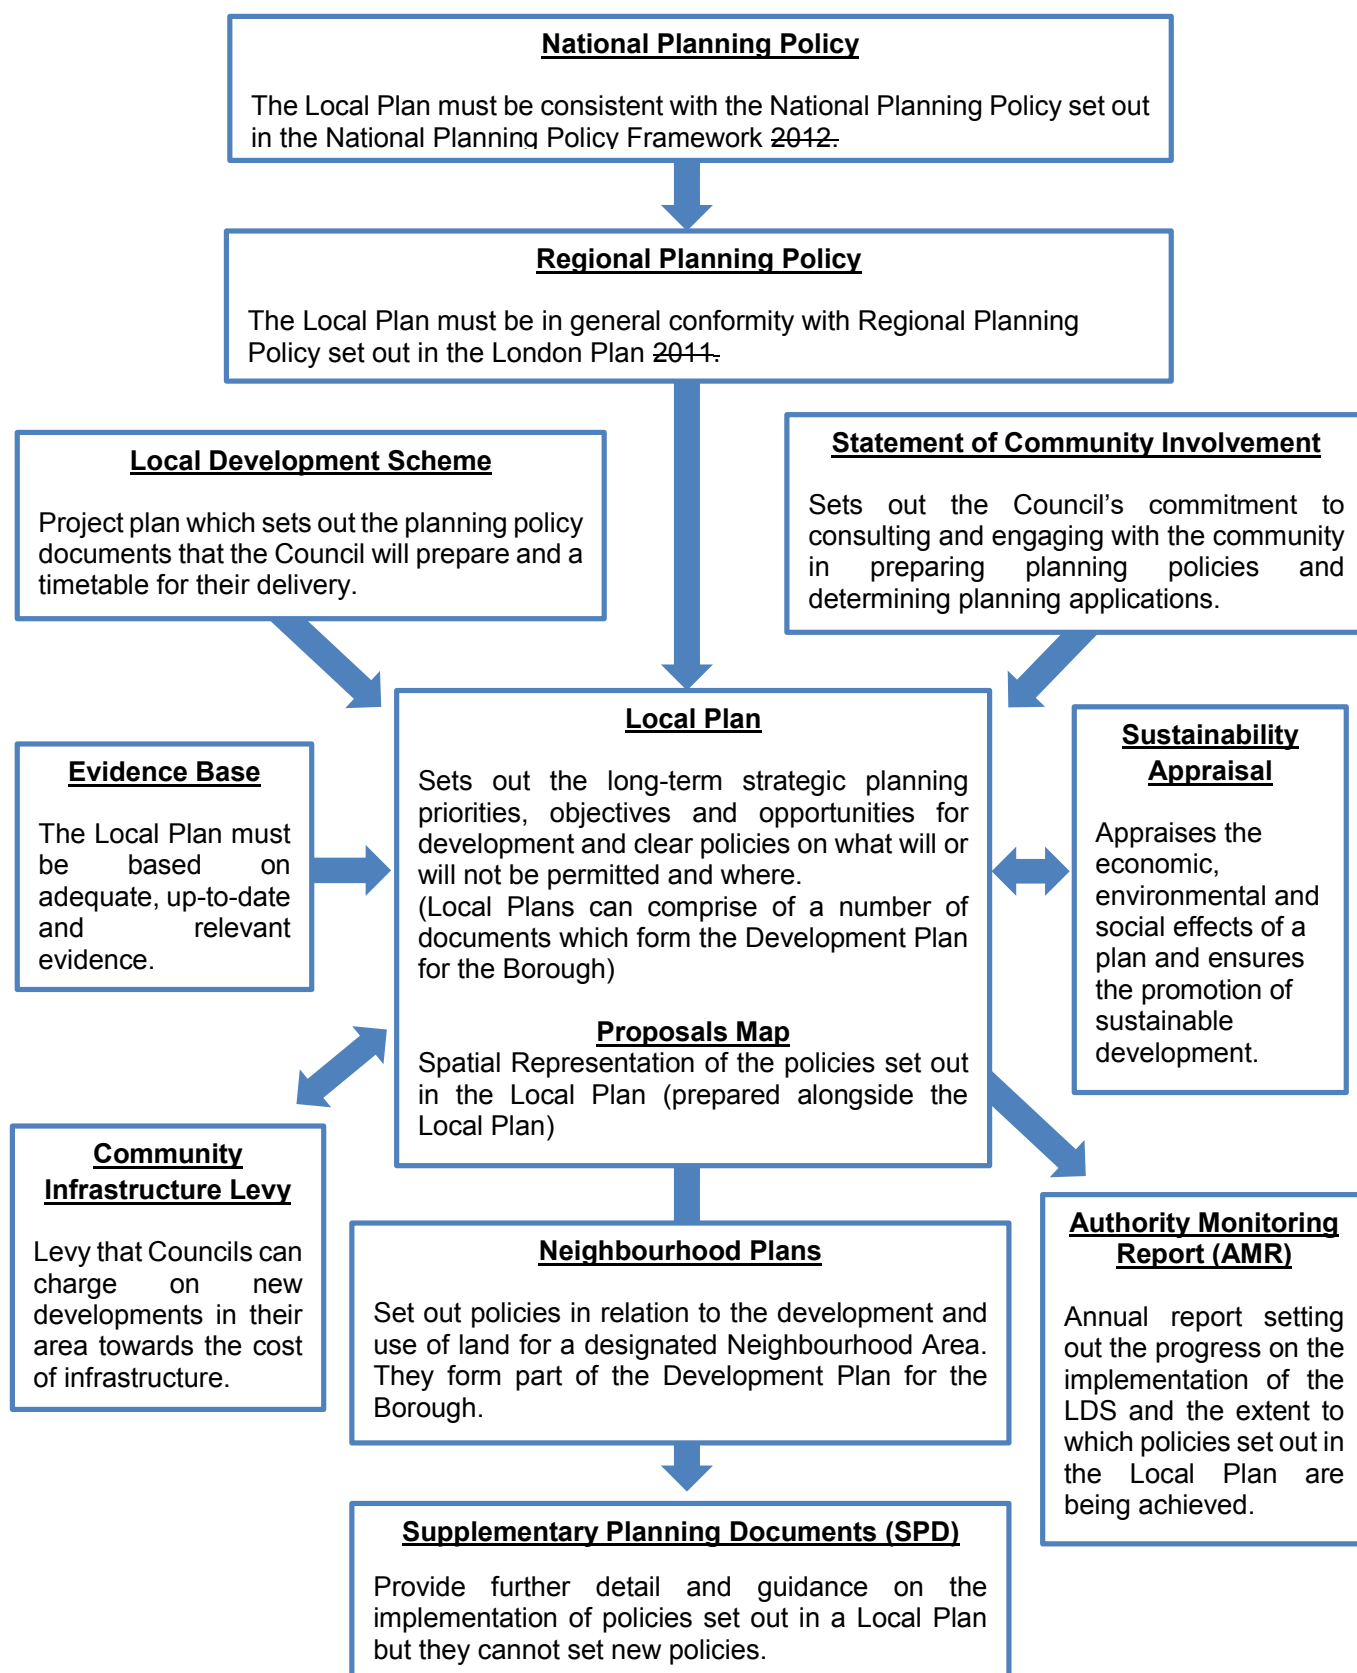 National Planning Policy
The Local Plan must be consistent with the National Planning Policy set out
in the National Planning Policy Framework 2012.
Regional Planning Policy
The Local Plan must be in general conformity with Regional Planning
Policy set out in the London Plan 2011.
Local Development Scheme
Project plan which sets out the planning policy
documents that the Council will prepare and a
timetable for their delivery.
Statement of Community Involvement
Sets out the Council’s commitment to
consulting and engaging with the community
in preparing planning policies and
determining planning applications.
Evidence Base
The Local Plan must
be based on
adequate, up-to-date
and relevant
evidence.
Local Plan
Sets out the long-term strategic planning
priorities, objectives and opportunities for
development and clear policies on what will or
will not be permitted and where.
(Local Plans can comprise of a number of
documents which form the Development Plan
for the Borough)
Proposals Map
Spatial Representation of the policies set out
in the Local Plan (prepared alongside the
Local Plan)
Sustainability
Appraisal
Appraises the
economic,
environmental and
social effects of a
plan and ensures
the promotion of
sustainable
development.
Community
Infrastructure Levy
Levy that Councils can
charge on new
developments in their
area towards the cost
of infrastructure.
Neighbourhood Plans
Set out policies in relation to the development and
use of land for a designated Neighbourhood Area.
They form part of the Development Plan for the
Borough.
Authority Monitoring
Report (AMR)
Annual report setting
out the progress on the
implementation of the
LDS and the extent to
which policies set out in
the Local Plan are
being achieved.
Supplementary Planning Documents (SPD)
Provide further detail and guidance on the
implementation of policies set out in a Local Plan
but they cannot set new policies.